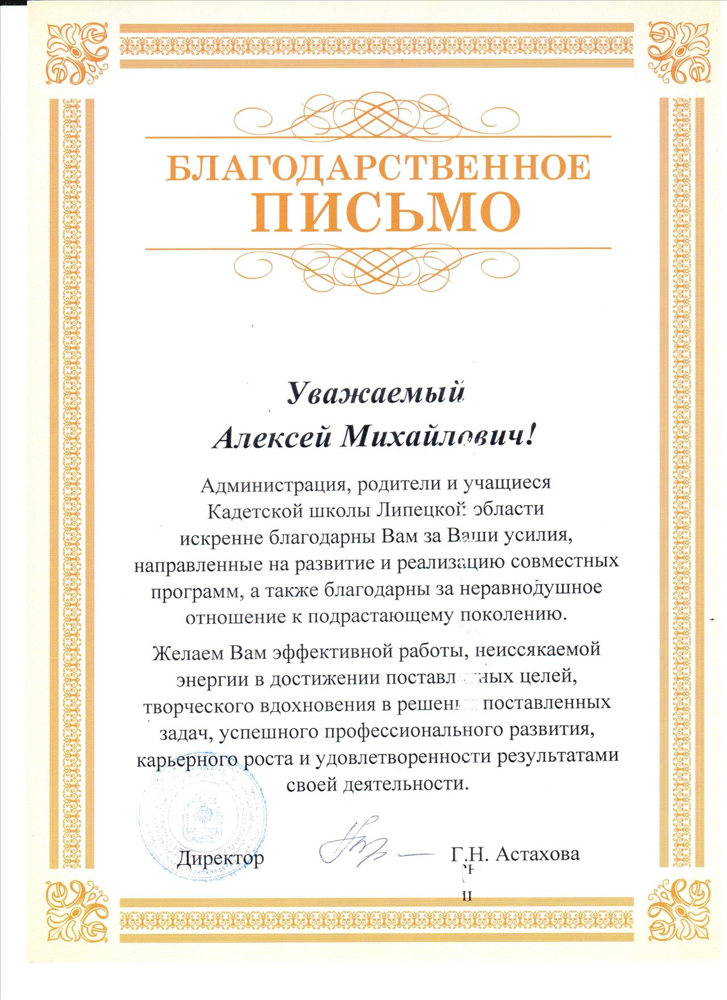 БЛАГОДАРСТВЕННОЕ
ПИСЬМО
Уважаемый
Алексей Михайлович!
Администрация, родители и учащиеся
Кадетской школы Липецкой области
искренне благодарны Вам за Ваши усилия,
направленные на развитие и реализацию совместных
программ, а также благодарны за неравнодушное
отношение к подрастающему поколению.
Желаем Вам эффективной работы, неиссякаемой
энергии в достижении поставленных целей,
творческого вдохновения в решении поставленных
задач, успешного профессионального развития,
карьерного роста и удовлетворенности результатами
своей деятельности.
Директор Г.Н. Астахова